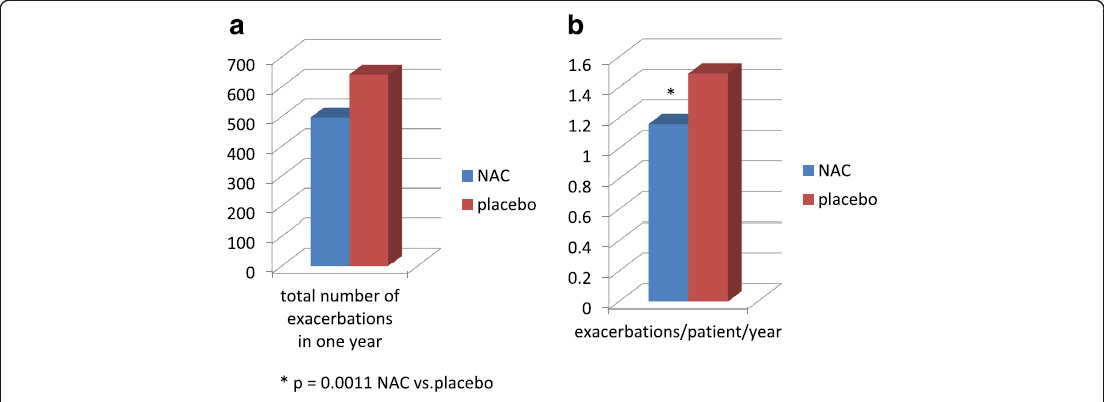 a
700
600
500
400
300
200
100
0
NAC
placebo
total number of
exacerbations
in one year
b
1.6
1.4
1.2
1
0.8
0.6
0.4
0.2
0
*
NAC
placebo
exacerbations/patient/year
* p = 0.0011 NAC vs.placebo